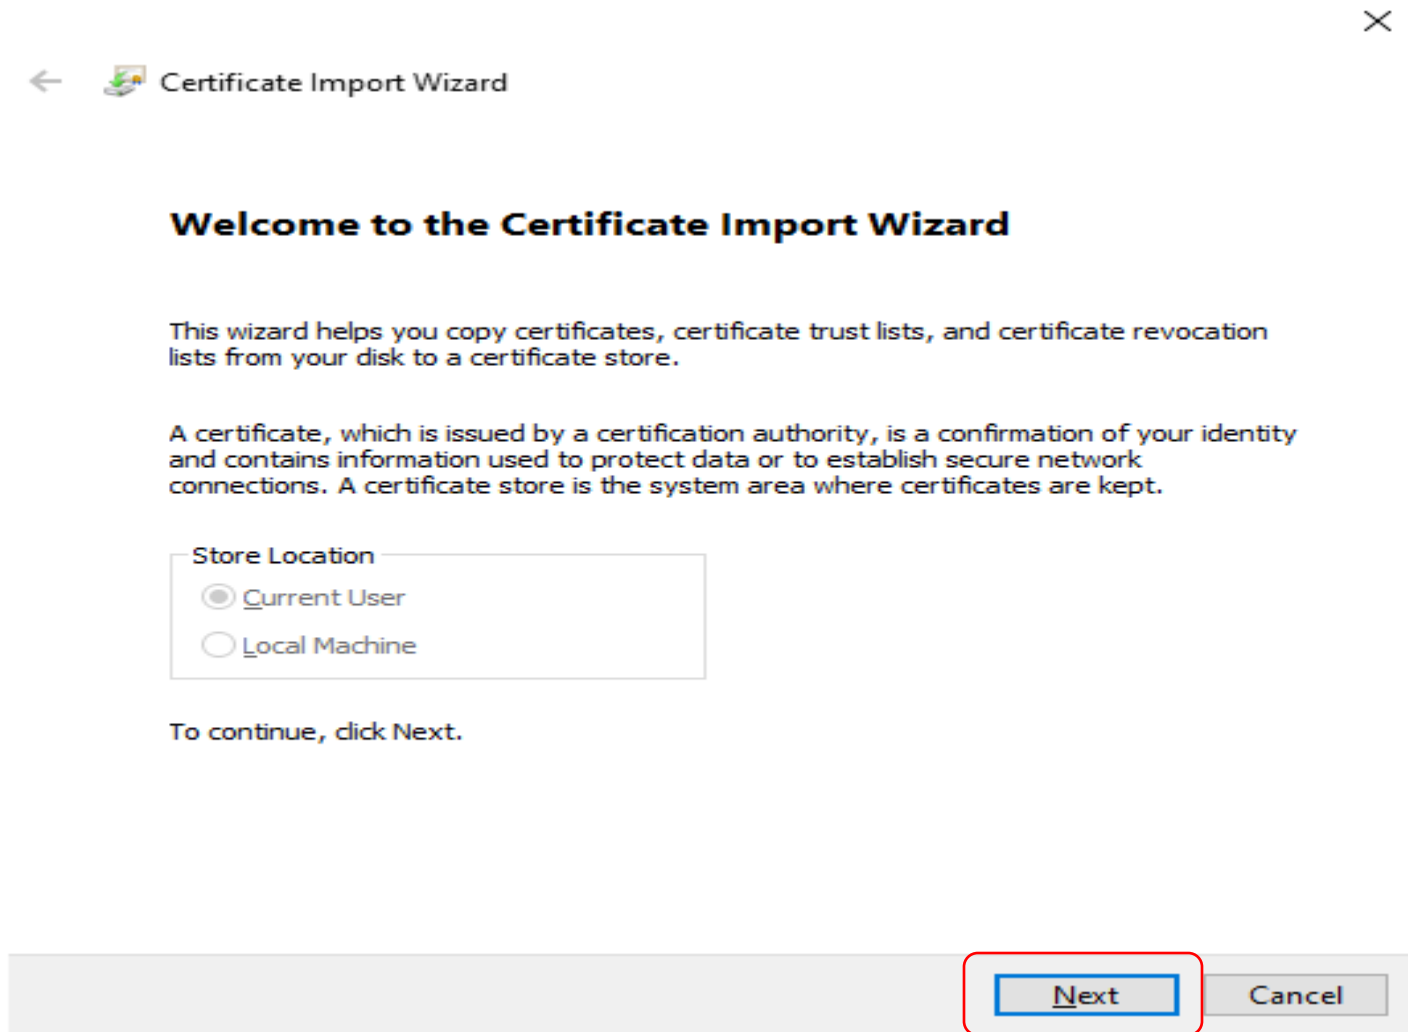 Certificate Import Wizard
Welcome to the Certificate Import Wizard
This wizard helps you copy certificates, certificate trust lists, and certificate revocation
lists from your disk to a certificate store.
A certificate, which is issued by a certification authority, is a confirmation of your identity
and contains information used to protect data or to establish secure network
connections. A certificate store is the system area where certificates are kept.
Store Location
Current User
Local Machine
To continue, click Next.
Next
Cancel